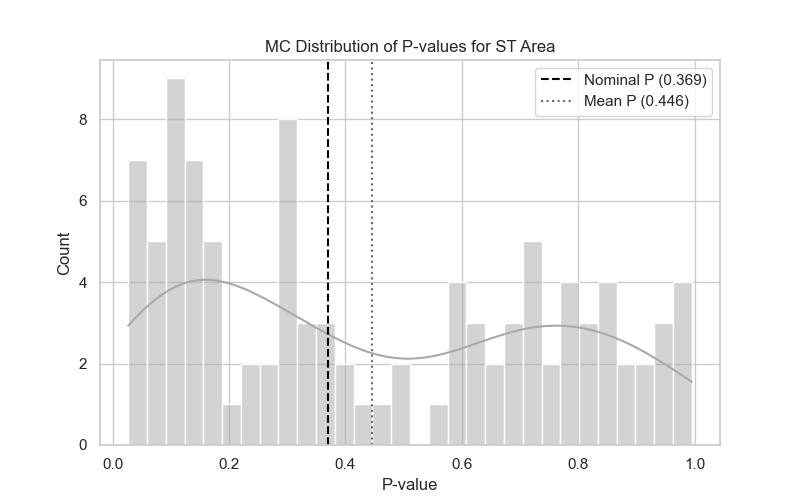 MC Distribution of P-values for ST Area
Nominal P (0.369)
Mean P (0.446)
Count
8
6
4
2
0
0.0 0.2 0.4 0.6 0.8 1.0
P-value